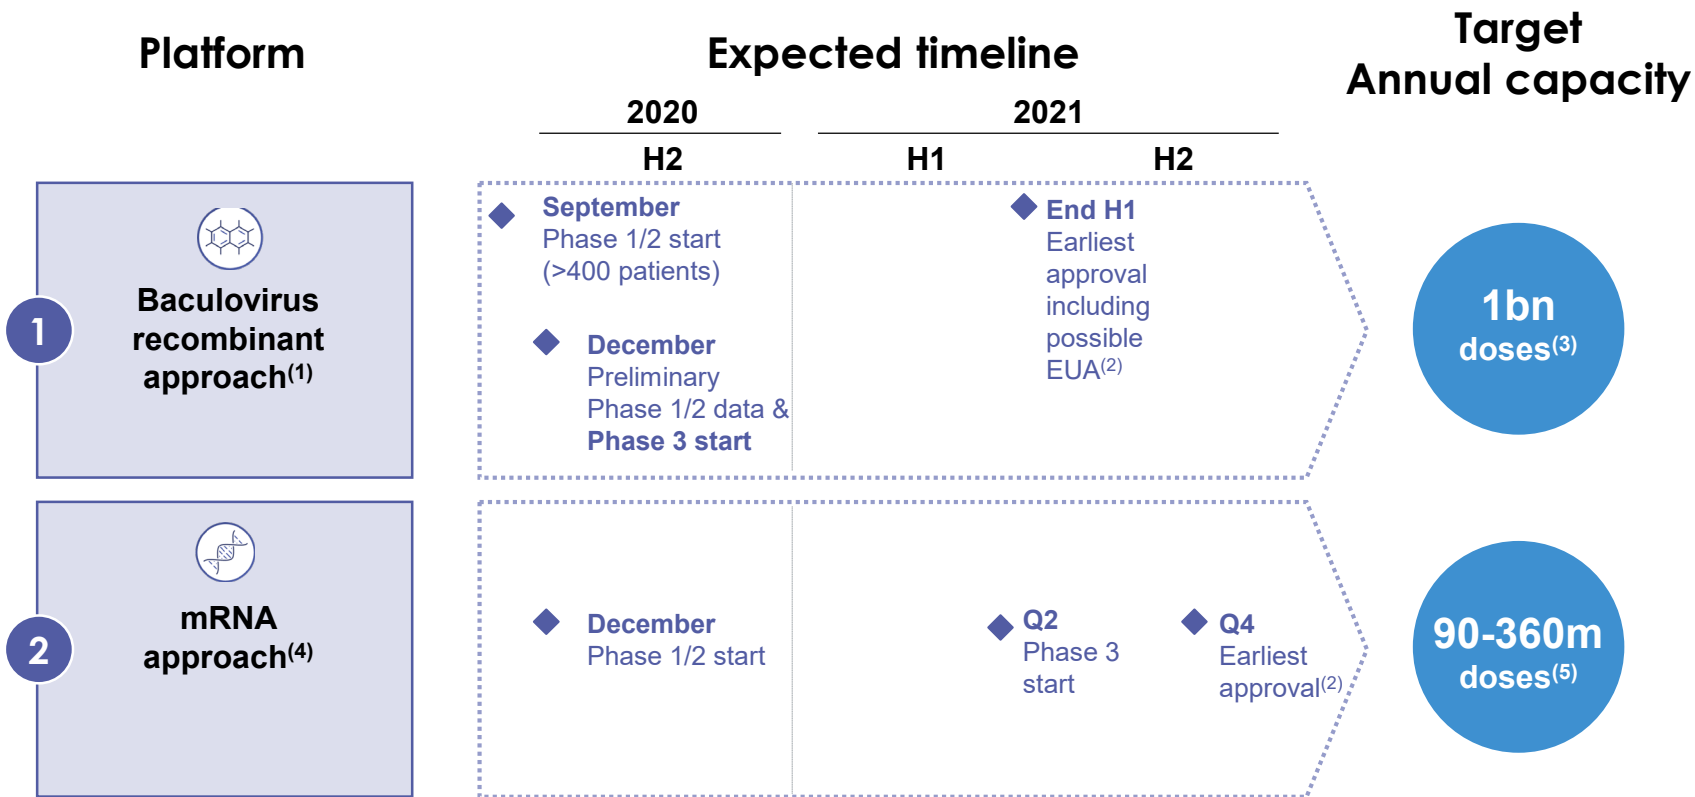 Platform
Expected timeline
Target
Annual capacity
2020
2021
H2
H1
H2
1
Baculovirus
recombinant
approach(1)
September
Phase 1/2 start
(>400 patients)
December
Preliminary
Phase 1/2 data &
Phase 3 start
End H1
Earliest
approval
including
possible
EUA(2)
1bn
doses(3)
2
mRNA
approach(4)
December
Phase 1/2 start
Q2
Phase 3
start
Q4
Earliest
approval(2)
90-360m
doses(5)